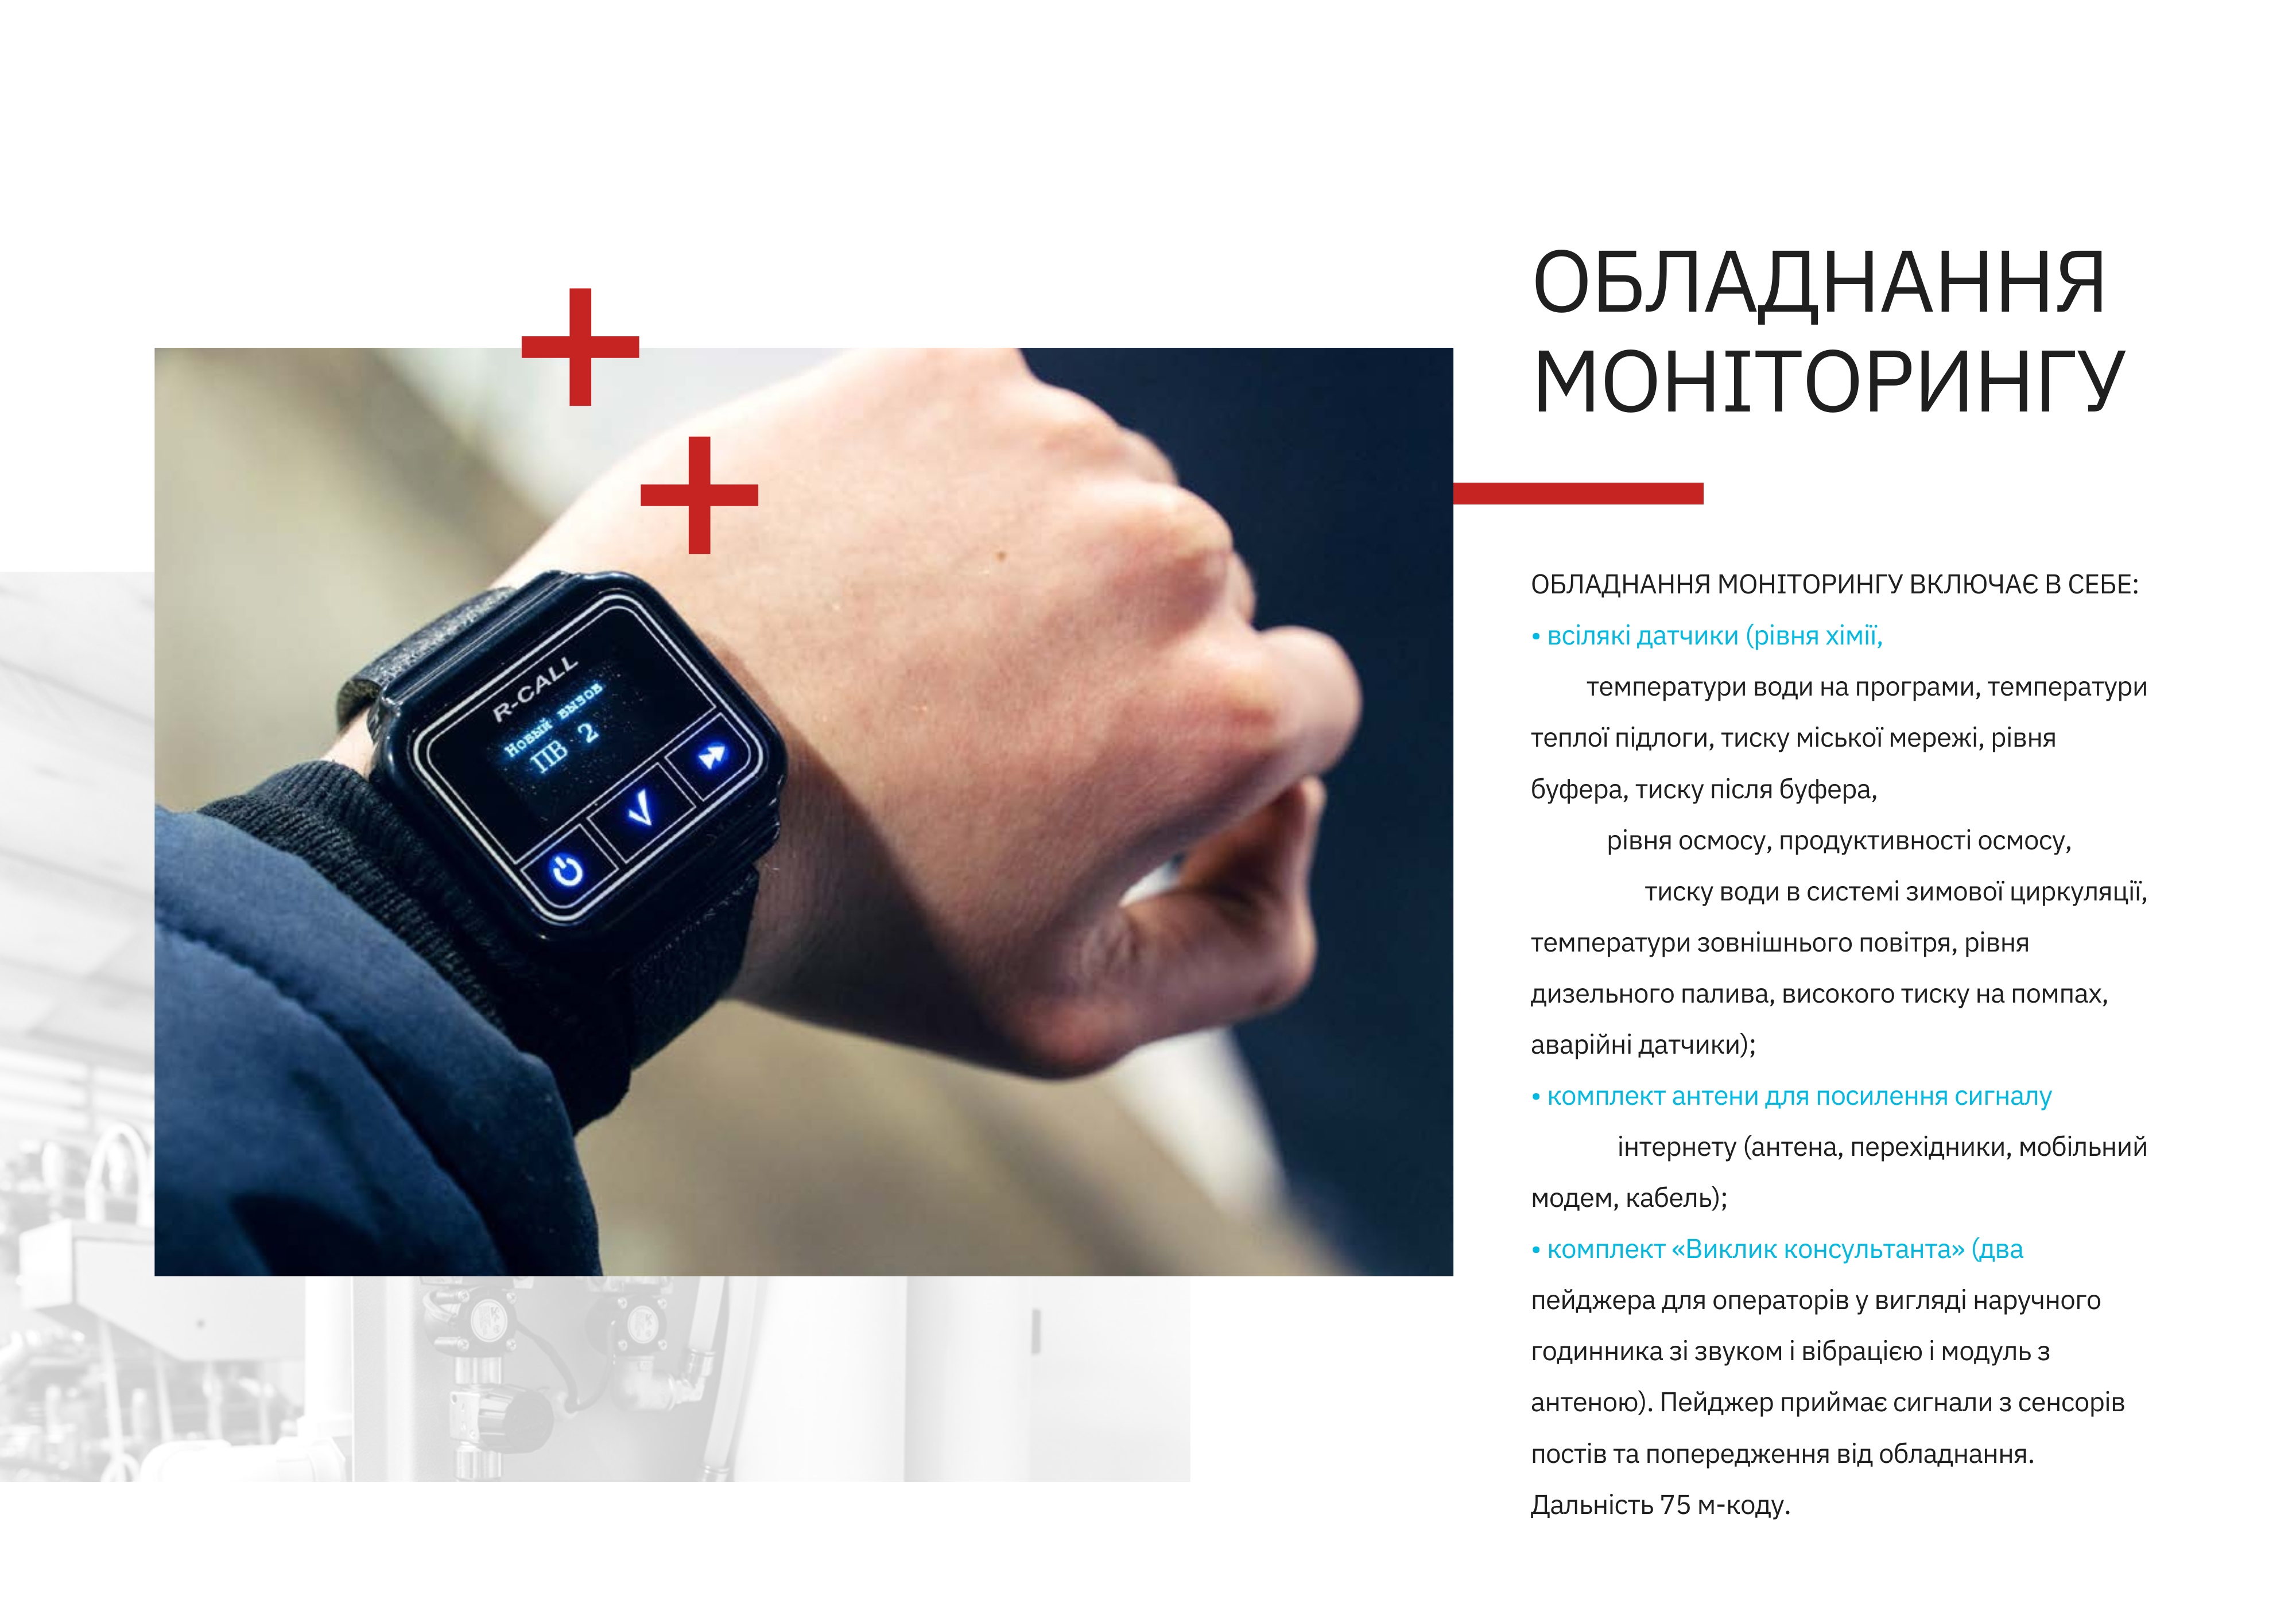 ОБЛАДНАННЯ
МОНІТОРИНГУ
ОБЛАДНАННЯ МОНІТОРИНГУ ВКЛЮЧАЄ В СЕБЕ:
• всілякі датчики (рівня хімії,
температури води на програми, температури
теплої підлоги, тиску міської мережі, рівня
буфера, тиску після буфера,
рівня осмосу, продуктивності осмосу,
тиску води в системі зимової циркуляції,
температури зовнішнього повітря, рівня
дизельного палива, високого тиску на помпах,
аварійні датчики);
• комплект антени для посилення сигналу
інтернету (антена, перехідники, мобільний
модем, кабель);
• комплект «Виклик консультанта» (два
пейджера для операторів у вигляді наручного
годинника зі звуком і вібрацією і модуль з
антеною). Пейджер приймає сигнали з сенсорів
постів та попередження від обладнання.
Дальність 75 м-коду.
R-CALL
Новый вызов
ПВ 2